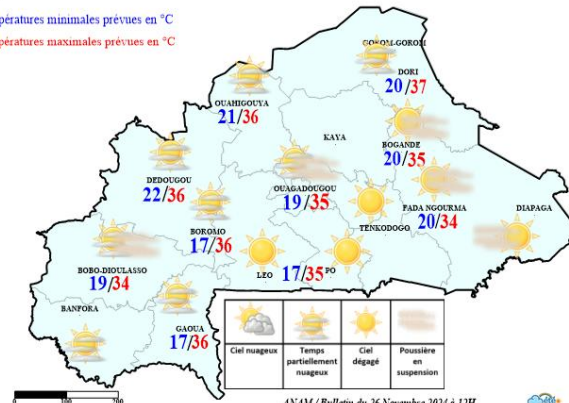 pératures minimales prévues en °C
pératures maximales prévues en °C
GOROM-GOROM
DORI
20/37
OUAHIGOUYA
21/36
KAYA
BOGANDE
20/35
DEDOUGOU
22/36
OUAGADOUGOU
19/35
FADA NGOURMA
20/34
DIAPAGA
TENKODOGO
BOROMO
17/36
BOBO-DIOULASSO
19/34
LEO
17/35
PO
BANFORA
GAOUA
17/36
Ciel nuageux
Temps partiellement nuageux
Ciel dégagé
Poussière en suspension
ANAM / Bulletin du 26 Novembre 2024 à 12H